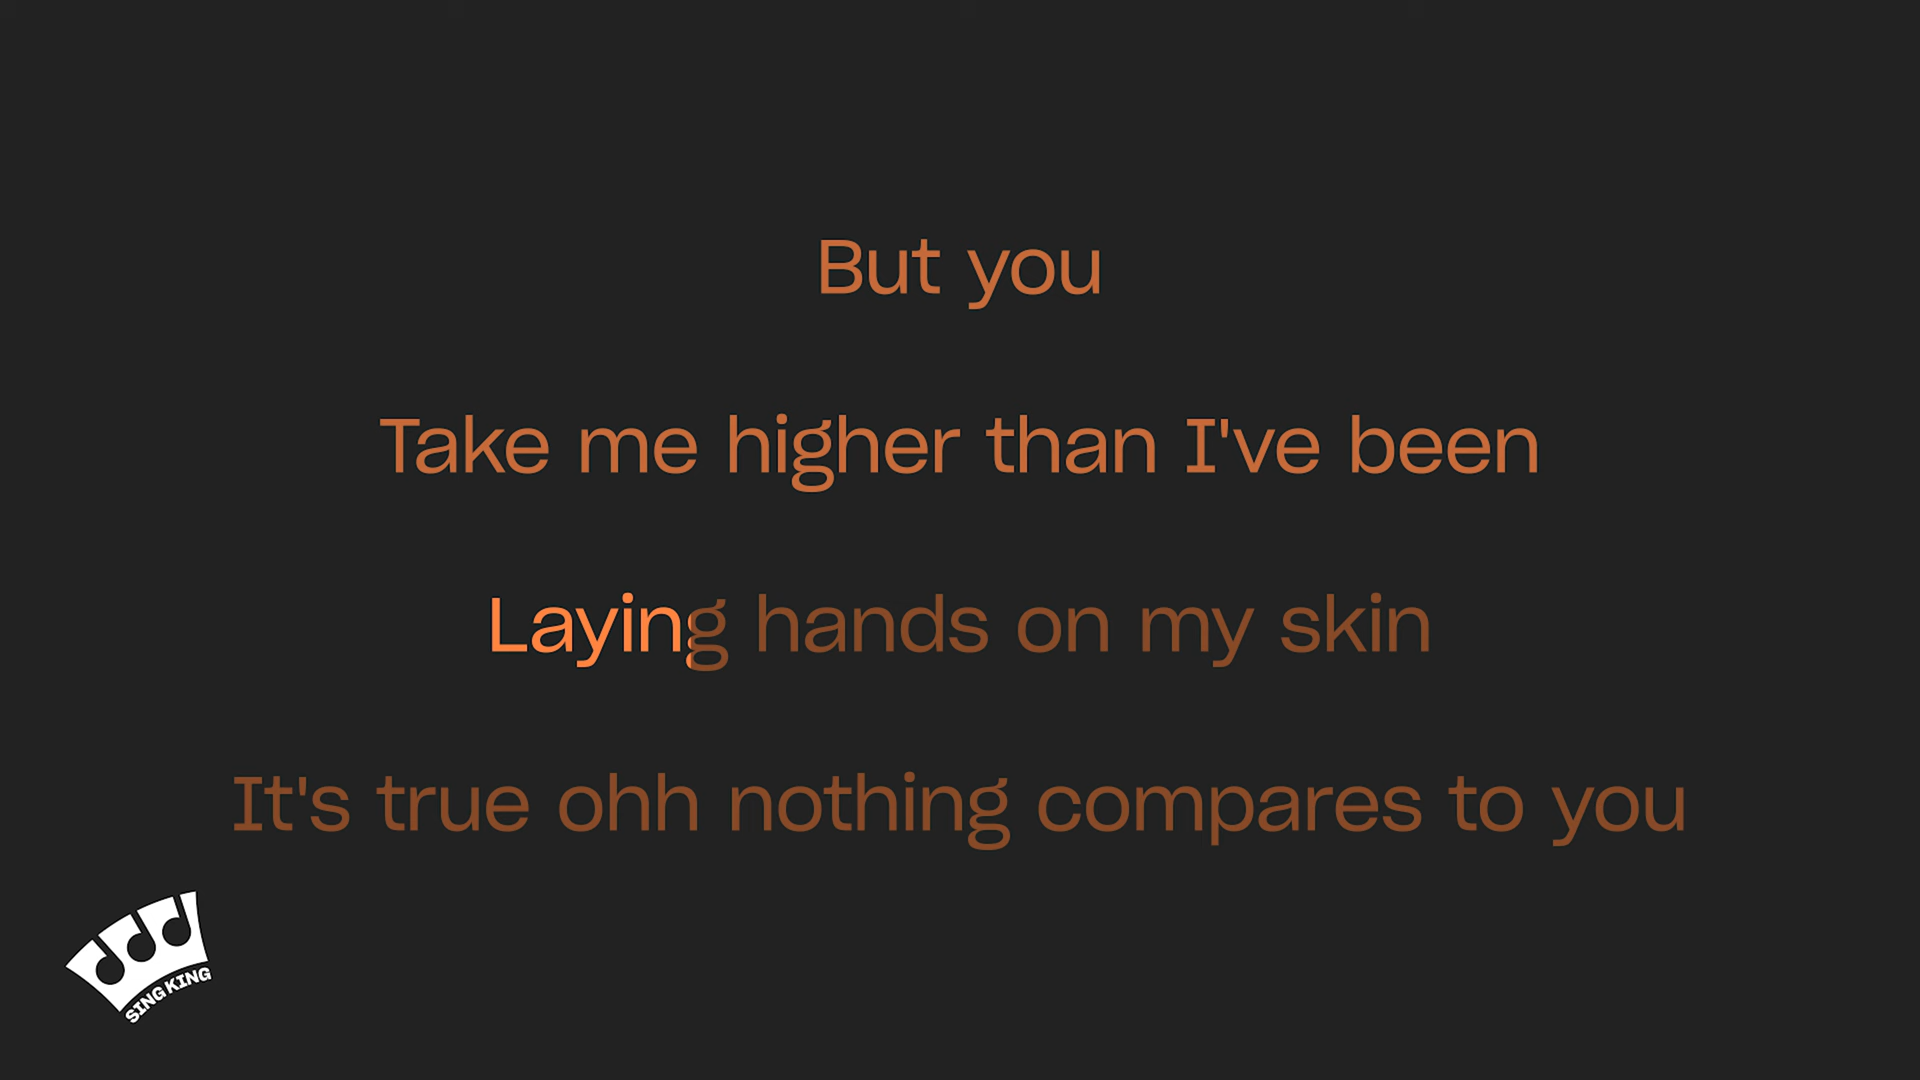 But you
Take me higher than I've been
Laying hands on my skin
It's true ohh nothing compares to you
SING KING